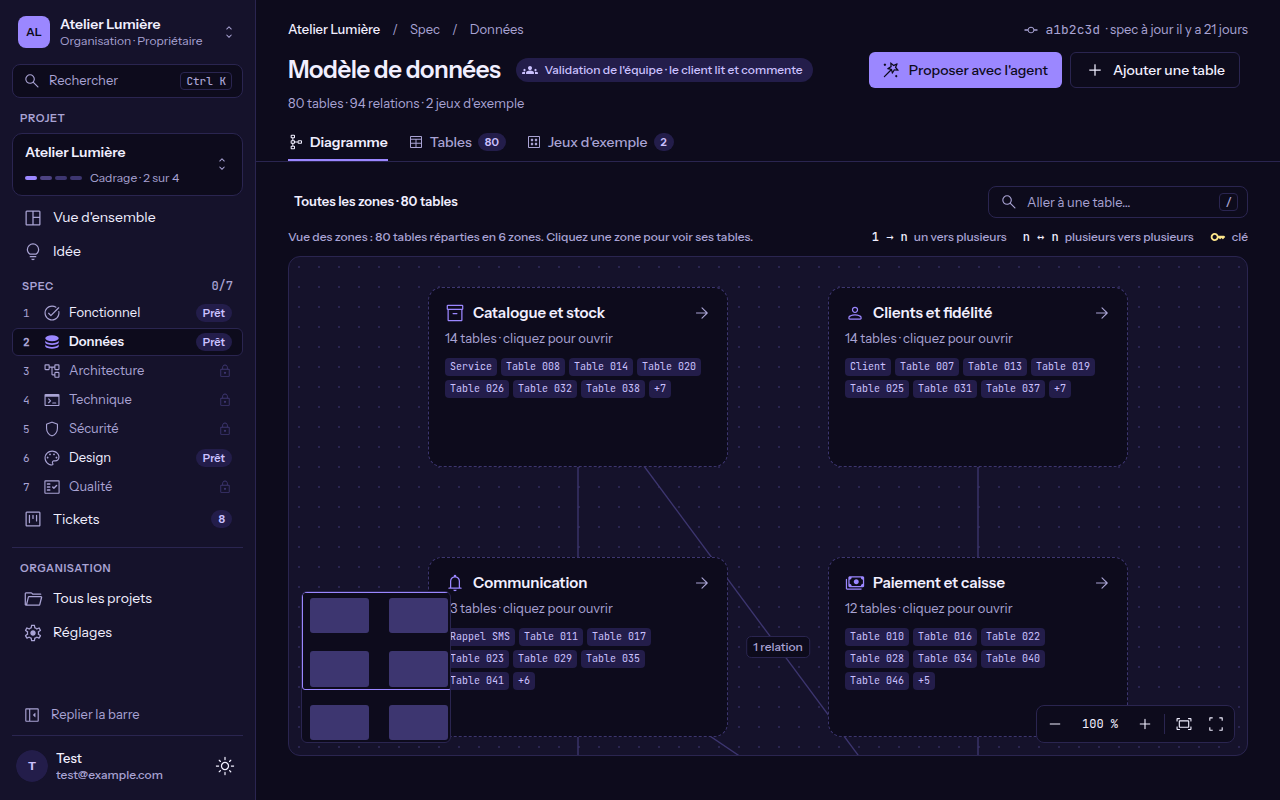 AL
Atelier Lumière
Organisation · Propriétaire
Rechercher
Ctrl K
PROJET
Atelier Lumière
Cadrage · 2 sur 4
Vue d'ensemble
Idée
SPEC 0/7
1 Fonctionnel Prêt
2 Données Prêt
3 Architecture
4 Technique
5 Sécurité
6 Design Prêt
7 Qualité
Tickets 8
ORGANISATION
Tous les projets
Réglages
Replier la barre
T
Test
test@example.com
Atelier Lumière / Spec / Données
a1b2c3d · spec à jour il y a 21 jours
Modèle de données
Validation de l'équipe · le client lit et commente
Proposer avec l'agent
Ajouter une table
80 tables · 94 relations · 2 jeux d'exemple
Diagramme
Tables 80
Jeux d'exemple 2
Toutes les zones · 80 tables
Aller à une table… /
Vue des zones : 80 tables réparties en 6 zones. Cliquez une zone pour voir ses tables.
1 → n un vers plusieurs
n ↔ n plusieurs vers plusieurs
clé
Catalogue et stock
14 tables · cliquez pour ouvrir
Service Table 008 Table 014 Table 020
Table 026 Table 032 Table 038 +7
Clients et fidélité
14 tables · cliquez pour ouvrir
Client Table 007 Table 013 Table 019
Table 025 Table 031 Table 037 +7
Communication
3 tables · cliquez pour ouvrir
Rappel SMS Table 011 Table 017
Table 023 Table 029 Table 035
Table 041 +6
1 relation
Paiement et caisse
12 tables · cliquez pour ouvrir
Table 010 Table 016 Table 022
Table 028 Table 034 Table 040
Table 046 +5
100 %